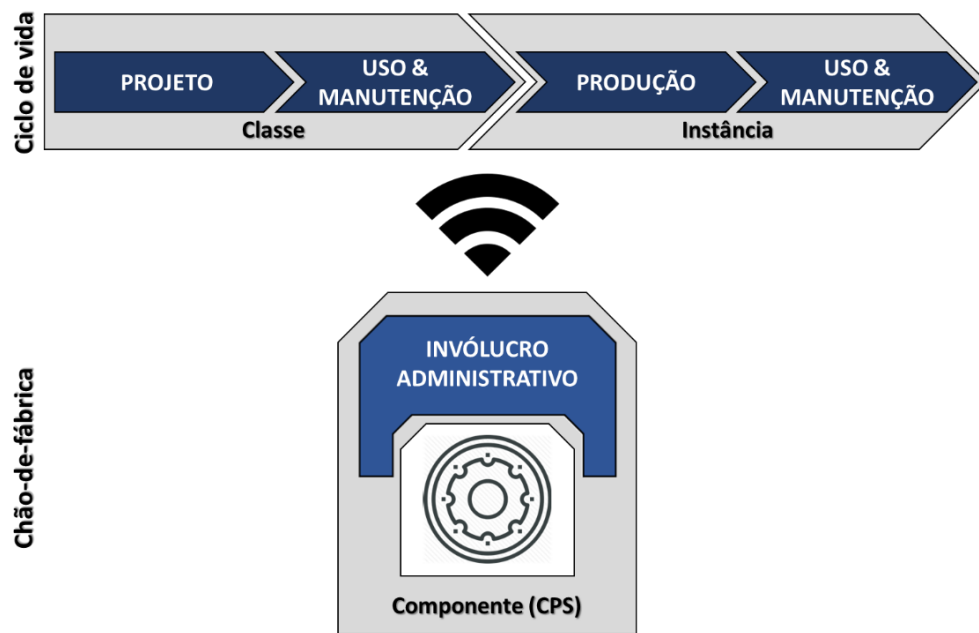 Ciclo de vida
PROJETO
USO &
MANUTENÇÃO
PRODUÇÃO
USO &
MANUTENÇÃO
Classe
Instância
Chão-de-fábrica
INVÓLUCRO
ADMINISTRATIVO
Componente (CPS)